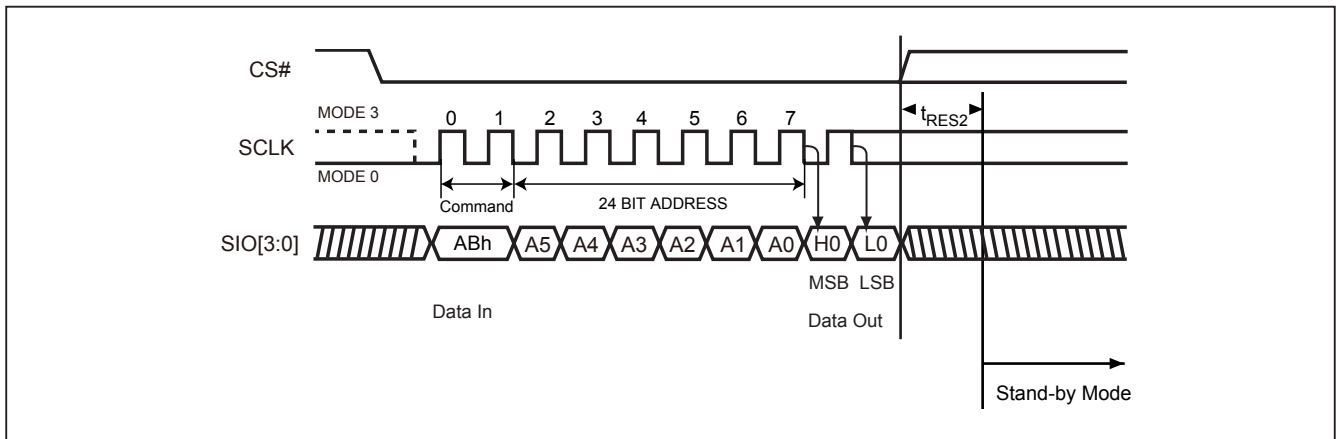 CS#
tRES2
MODE 3
0 1 2 3 4 5 6 7
SCLK
MODE 0
Command
24 BIT ADDRESS
SIO[3:0]
ABh A5 A4 A3 A2 A1 A0 H0 L0
MSB LSB
Data In
Data Out
Stand-by Mode